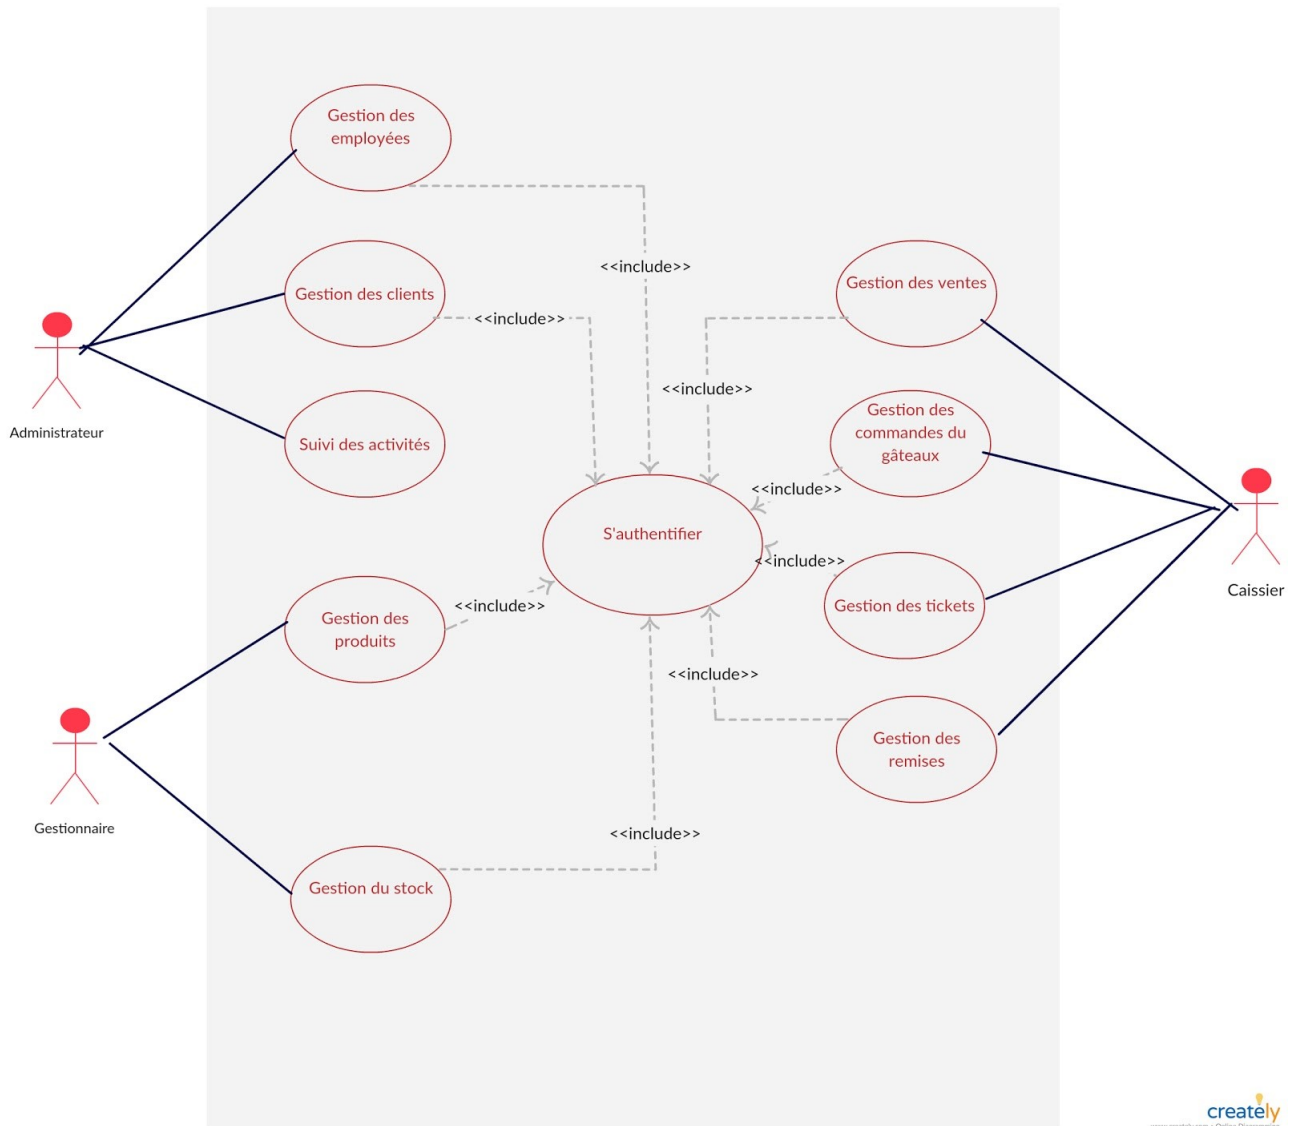 Gestion des
employées
<<include>>
Gestion des clients
<<include>>
Gestion des ventes
<<include>>
Administrateur
Suivi des activités
Gestion des
commandes du
gâteaux
<<include>>
S'authentifier
<<include>>
Caissier
Gestion des
produits
<<include>>
Gestion des tickets
<<include>>
Gestion des
remises
Gestionnaire
<<include>>
Gestion du stock
creately